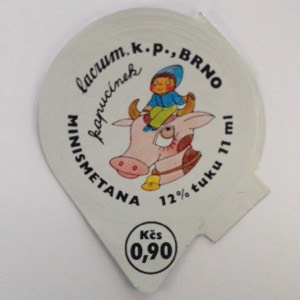 lacrum, k.p., BRNO
kapucínek
MINISMETANA 12% tuku 11 ml
Kčs
0,90